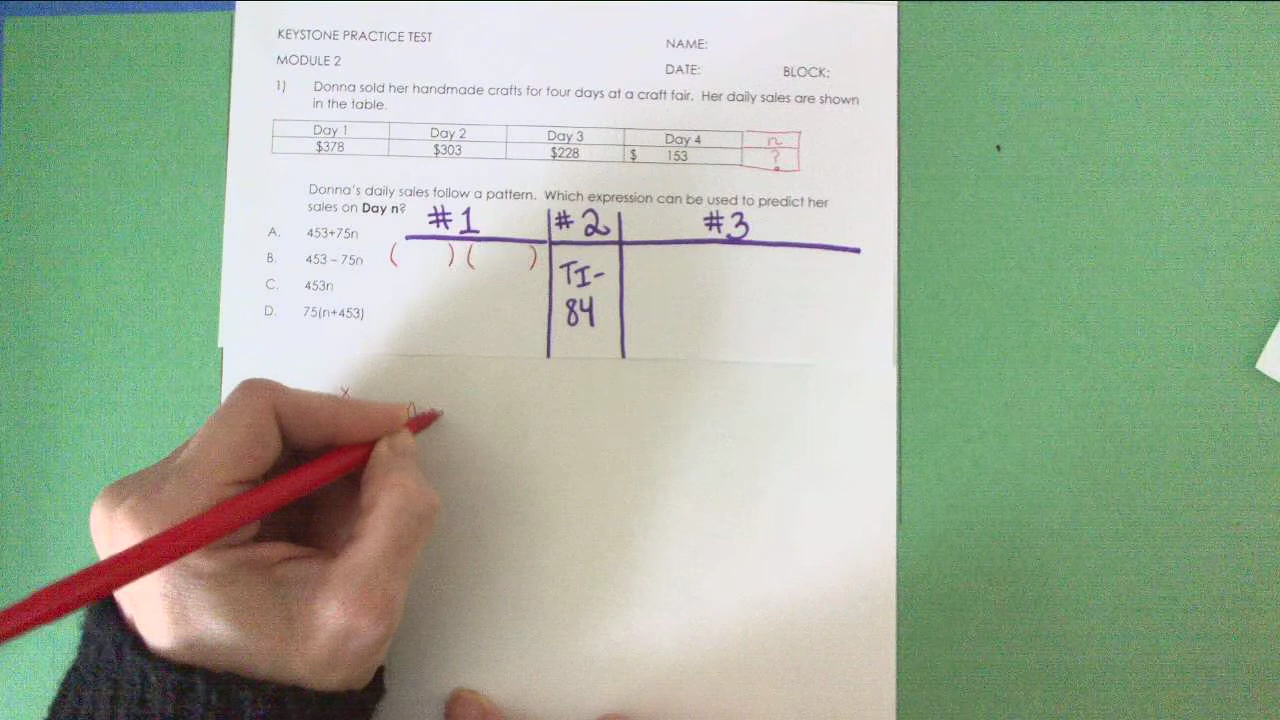 KEYSTONE PRACTICE TEST
NAME:
MODULE 2
DATE: BLOCK:
1) Donna sold her handmade crafts for four days at a craft fair. Her daily sales are shown
in the table.
Day 1 Day 2 Day 3 Day 4 n
$378 $303 $228 $ 153 ?
Donna's daily sales follow a pattern. Which expression can be used to predict her
sales on Day n?
#1 #2 #3
A. 453+75n
B. 453 – 75n ( ) ( )
TI-
C. 453n
84
D. 75(n+453)
x